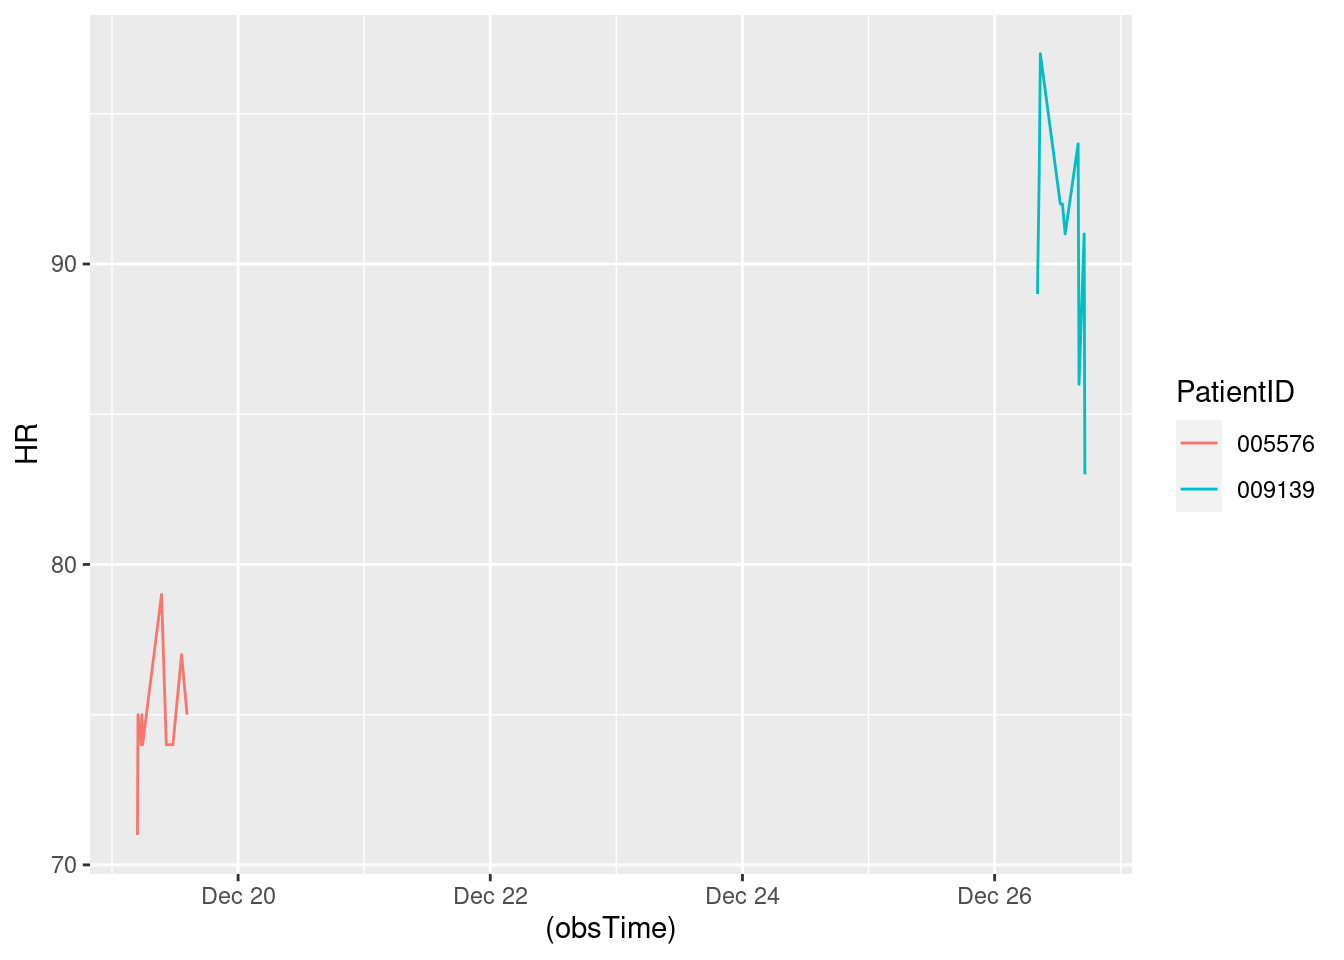 90
80
70
HR
Dec 20
Dec 22
Dec 24
Dec 26
(obsTime)
PatientID
005576
009139